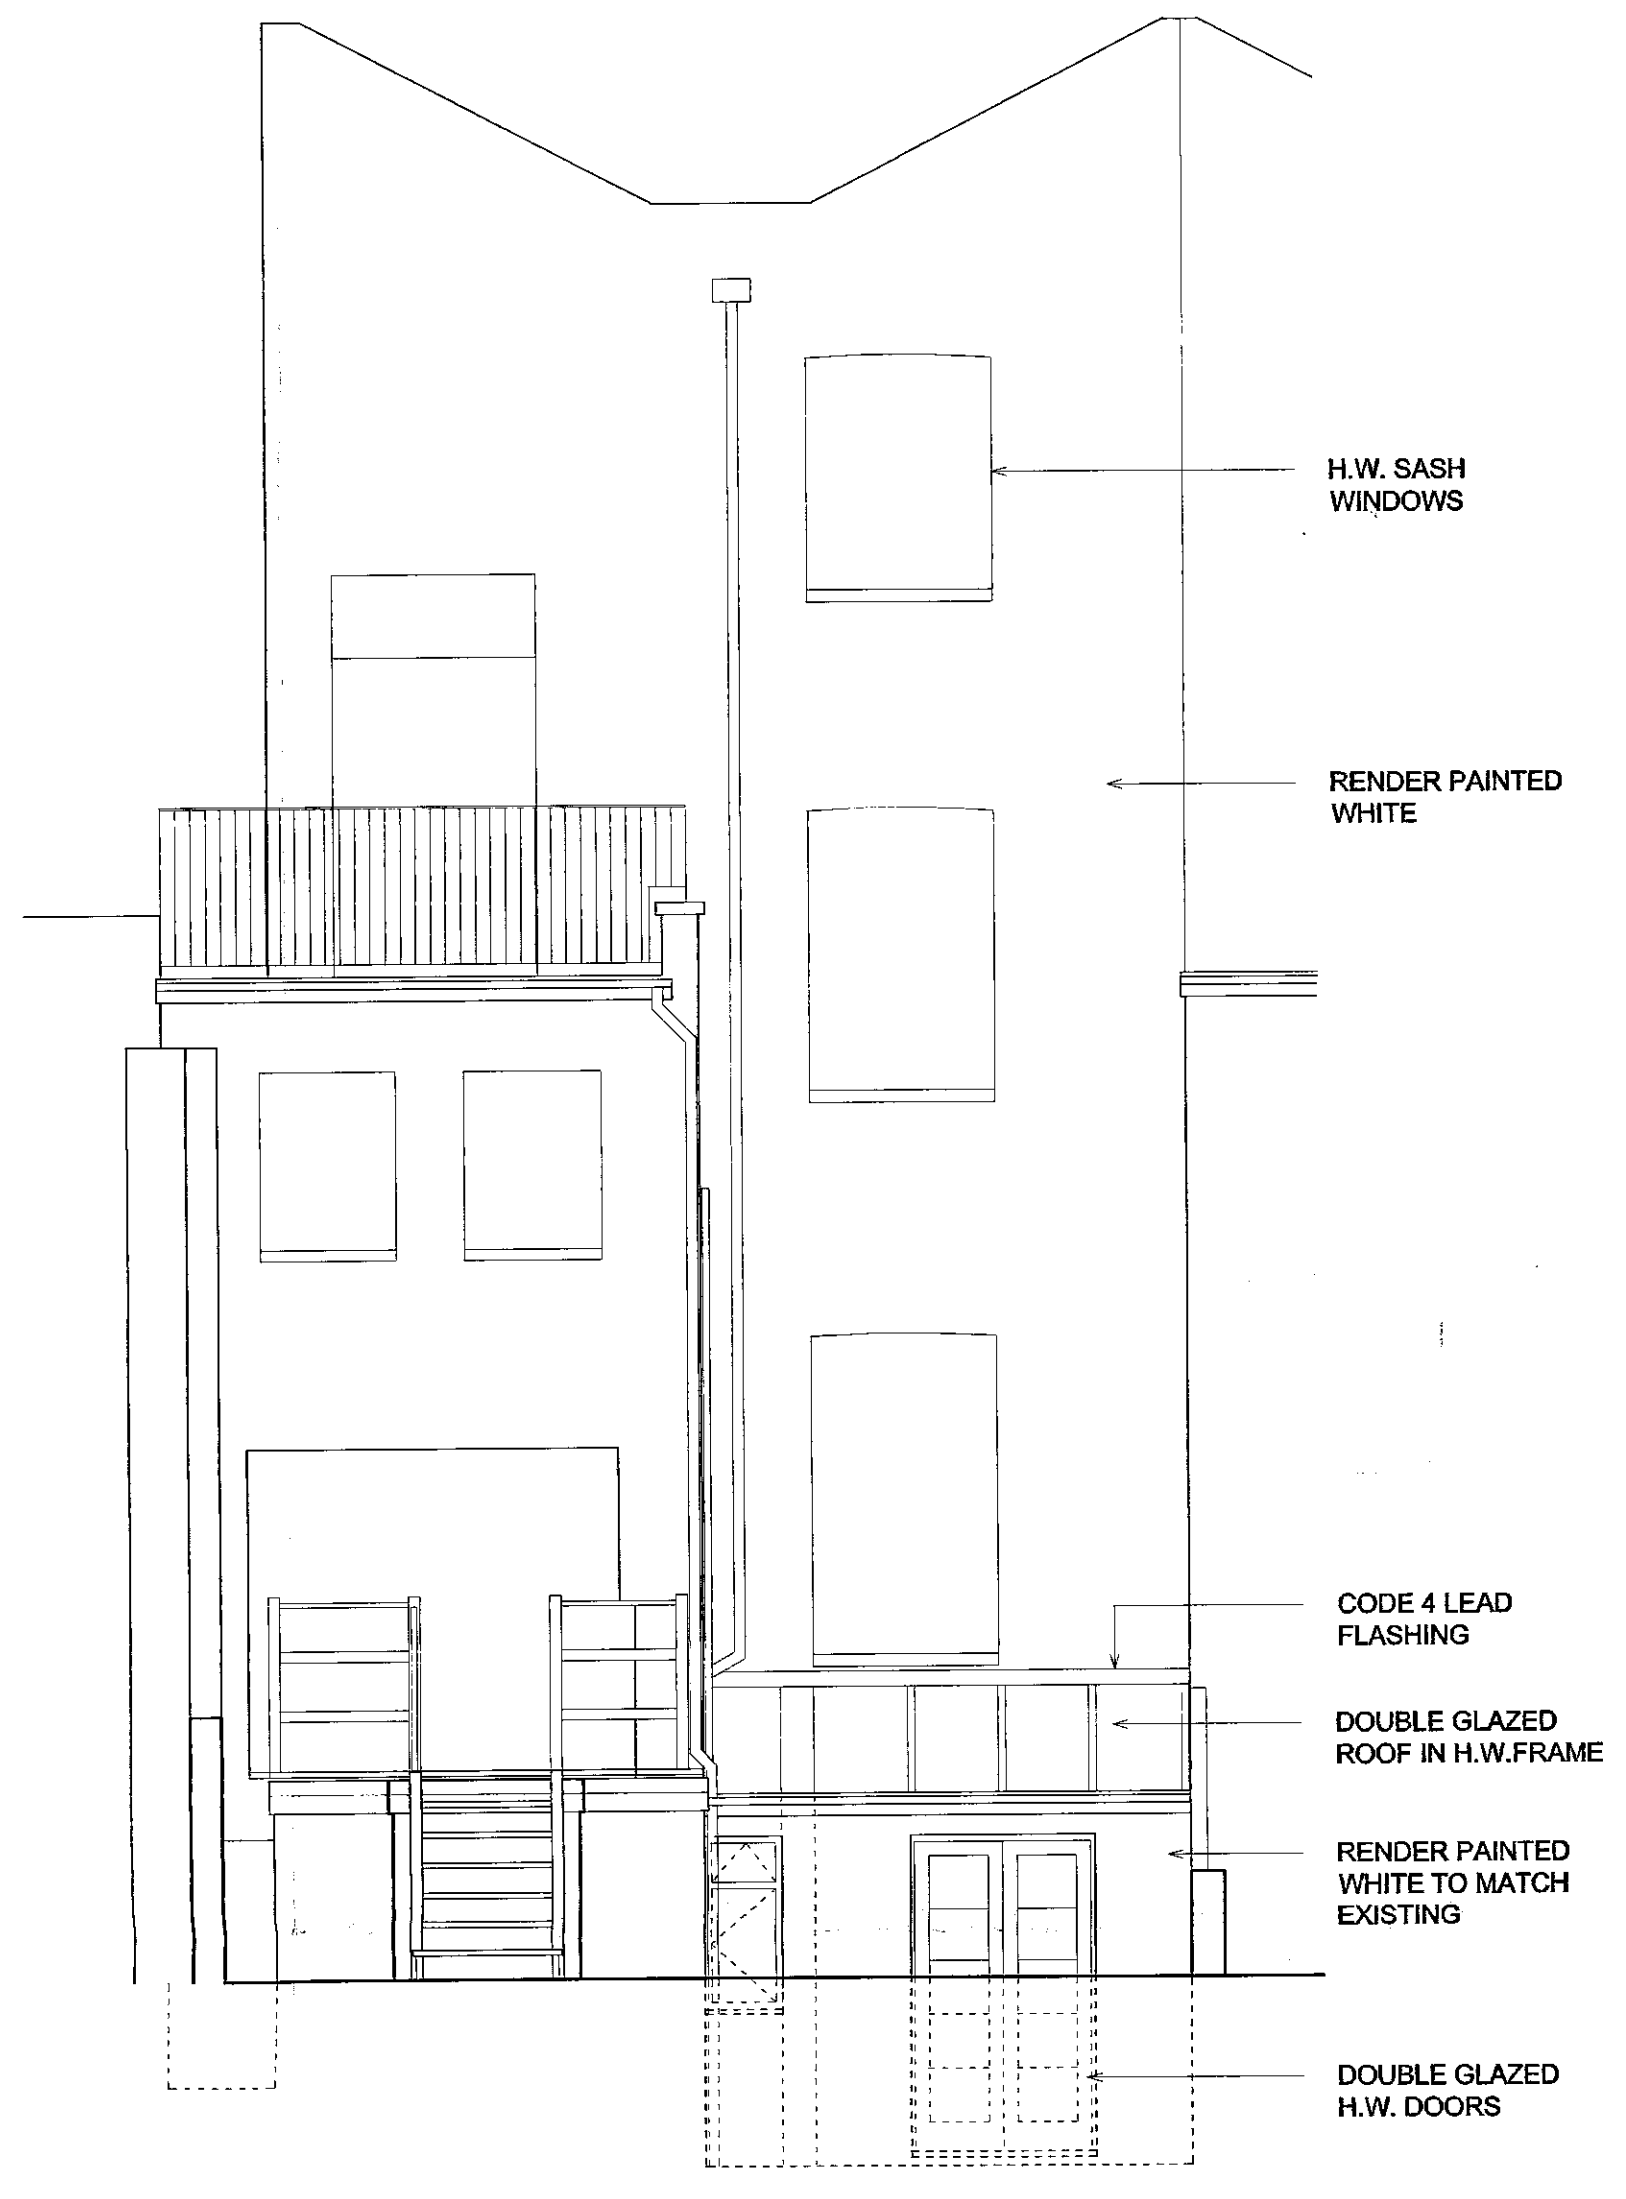 H.W. SASH
WINDOWS
RENDER PAINTED
WHITE
CODE 4 LEAD
FLASHING
DOUBLE GLAZED
ROOF IN H.W.FRAME
RENDER PAINTED
WHITE TO MATCH
EXISTING
DOUBLE GLAZED
H.W. DOORS